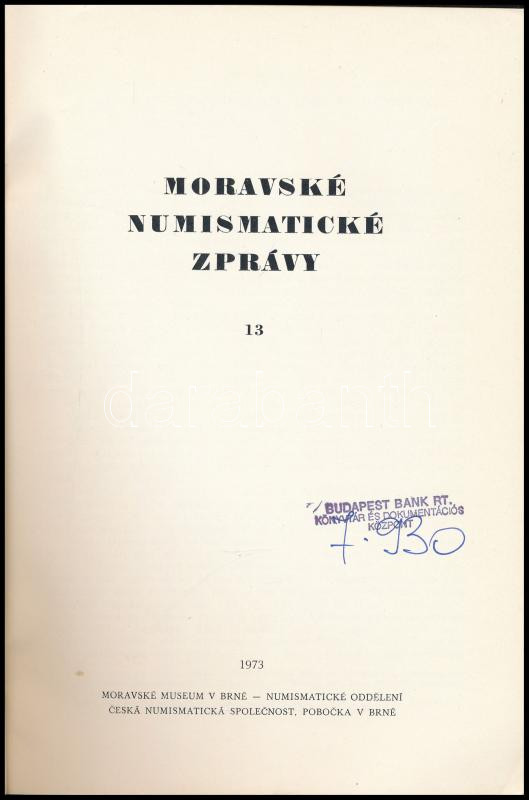 MORAVSKÉ
NUMISMATICKÉ
ZPRÁVY
13
BUDAPEST BANK RT.
KÖNYVTÁR ÉS DOKUMENTÁCIÓS
KÖZPONT
7.930
1973
MORAVSKÉ MUSEUM V BRNĚ — NUMISMATICKÉ ODDĚLENÍ
ČESKÁ NUMISMATICKÁ SPOLEČNOST, POBOČKA V BRNĚ